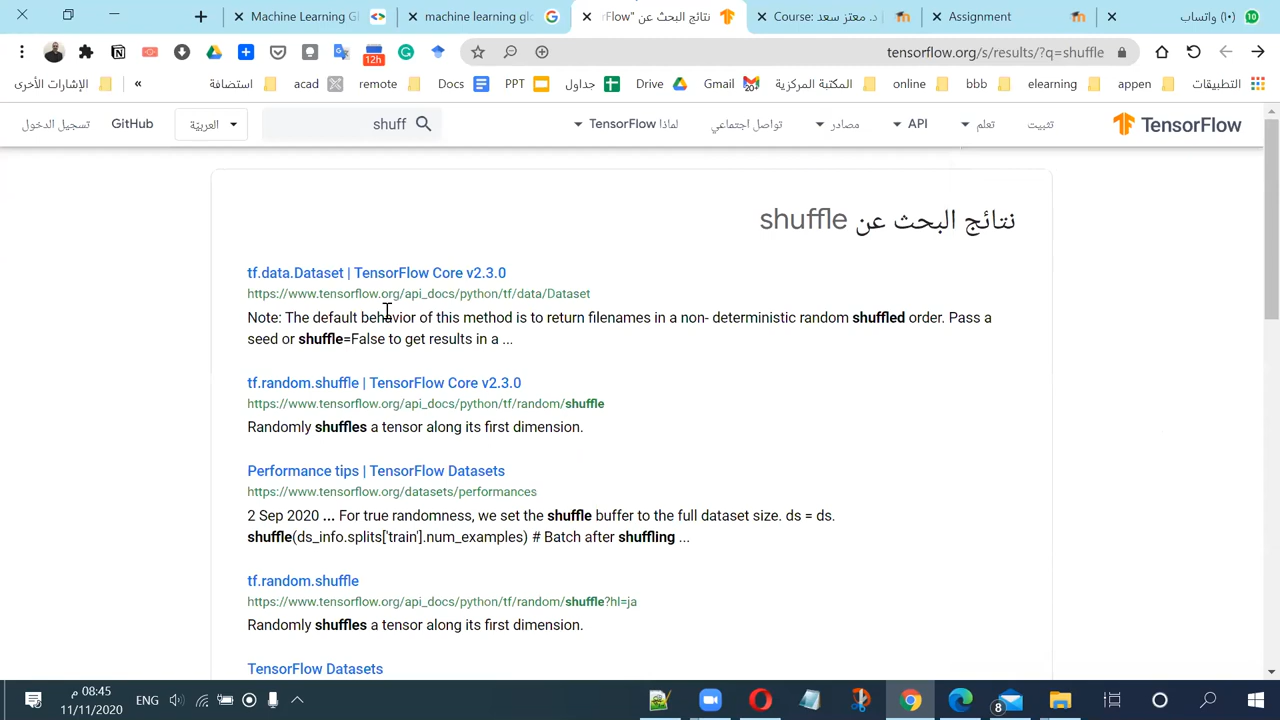 Machine Learning Gl
machine learning glo
نتائج البحث عن "rFlow
Course: د. معتز سعد
Assignment
(١٠) واتساب
10
12h
tensorflow.org/s/results/?q=shuffle
الإشارات الأخرى
«
استضافة
acad
remote
Docs
PPT
جداول
Drive
Gmail
20+
المكتبة المركزية
online
bbb
elearning
appen
التطبيقات
تسجيل الدخول
GitHub
العربيّة
shuff
لماذا TensorFlow
تواصل اجتماعي
مصادر
API
تعلم
تثبيت
TensorFlow
نتائج البحث عن shuffle
tf.data.Dataset | TensorFlow Core v2.3.0
https://www.tensorflow.org/api_docs/python/tf/data/Dataset
Note: The default behavior of this method is to return filenames in a non- deterministic random shuffled order. Pass a
seed or shuffle=False to get results in a ...
tf.random.shuffle | TensorFlow Core v2.3.0
https://www.tensorflow.org/api_docs/python/tf/random/shuffle
Randomly shuffles a tensor along its first dimension.
Performance tips | TensorFlow Datasets
https://www.tensorflow.org/datasets/performances
2 Sep 2020 ... For true randomness, we set the shuffle buffer to the full dataset size. ds = ds.
shuffle(ds_info.splits['train'].num_examples) # Batch after shuffling ...
tf.random.shuffle
https://www.tensorflow.org/api_docs/python/tf/random/shuffle?hl=ja
Randomly shuffles a tensor along its first dimension.
TensorFlow Datasets
08:45 م
11/11/2020
ENG
8